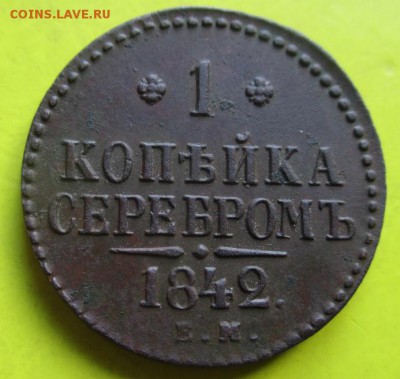 COINS.LAVE.RU
1
КОПѢЙКА
СЕРЕБРОМЪ
1842.
Е.М.